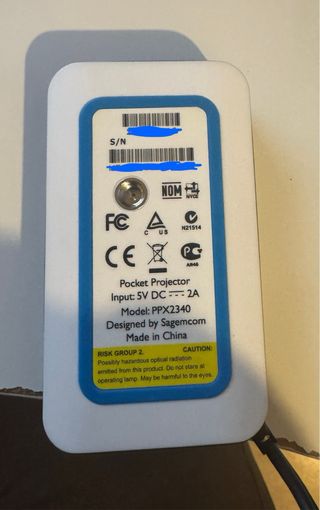 S/N
NOM
NYCE
FC
C US
N21514
CE
AR46
Pocket Projector
Input: 5V DC ⎓ 2A
Model: PPX2340
Designed by Sagemcom
Made in China
RISK GROUP 2. CAUTION:
Possibly hazardous optical radiation
emitted from this product. Do not stare at
operating lamp. May be harmful to the eyes.